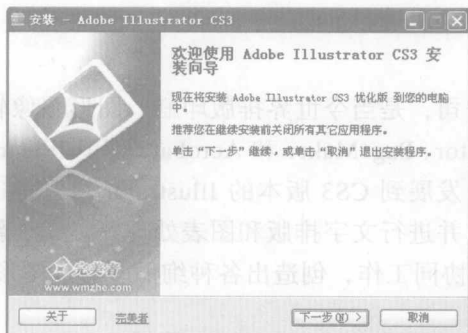 安装 - Adobe Illustrator CS3
欢迎使用 Adobe Illustrator CS3 安
装向导
现在将安装 Adobe Illustrator CS3 优化版 到您的电脑
中。
推荐您在继续安装前关闭所有其它应用程序。
单击“下一步”继续，或单击“取消”退出安装程序。
完美者
www.wmzhe.com
关于
完美者
下一步(N) >
取消